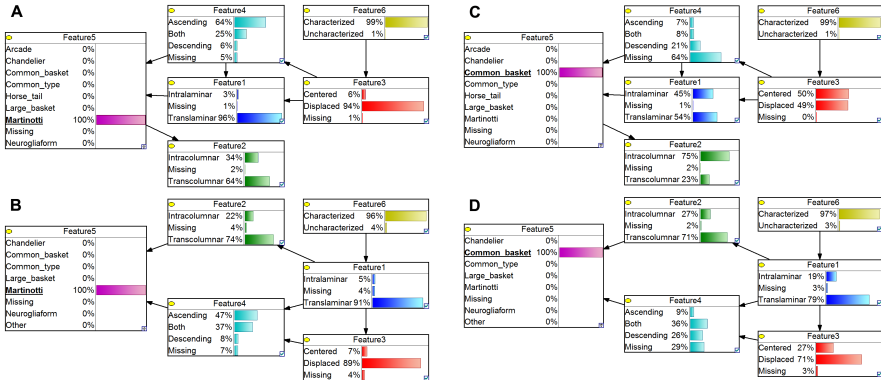 A
Feature4
Ascending 64%
Both 25%
Descending 6%
Missing 5%
Feature6
Characterized 99%
Uncharacterized 1%
Feature5
Arcade 0%
Chandelier 0%
Common_basket 0%
Common_type 0%
Horse_tail 0%
Large_basket 0%
Martinotti 100%
Missing 0%
Neurogliaform 0%
Feature1
Intralaminar 3%
Missing 1%
Translaminar 96%
Feature3
Centered 6%
Displaced 94%
Missing 1%
Feature2
Intracolumnar 34%
Missing 2%
Transcolumnar 64%
C
Feature4
Ascending 7%
Both 8%
Descending 21%
Missing 64%
Feature6
Characterized 99%
Uncharacterized 1%
Feature5
Arcade 0%
Chandelier 0%
Common_basket 100%
Common_type 0%
Horse_tail 0%
Large_basket 0%
Martinotti 0%
Missing 0%
Neurogliaform 0%
Feature1
Intralaminar 45%
Missing 1%
Translaminar 54%
Feature3
Centered 50%
Displaced 49%
Missing 0%
Feature2
Intracolumnar 75%
Missing 2%
Transcolumnar 23%
B
Feature2
Intracolumnar 22%
Missing 4%
Transcolumnar 74%
Feature6
Characterized 96%
Uncharacterized 4%
Feature5
Chandelier 0%
Common_basket 0%
Common_type 0%
Large_basket 0%
Martinotti 100%
Missing 0%
Neurogliaform 0%
Other 0%
Feature1
Intralaminar 5%
Missing 4%
Translaminar 91%
Feature4
Ascending 47%
Both 37%
Descending 8%
Missing 7%
Feature3
Centered 7%
Displaced 89%
Missing 4%
D
Feature2
Intracolumnar 27%
Missing 2%
Transcolumnar 71%
Feature6
Characterized 97%
Uncharacterized 3%
Feature5
Chandelier 0%
Common_basket 100%
Common_type 0%
Large_basket 0%
Martinotti 0%
Missing 0%
Neurogliaform 0%
Other 0%
Feature1
Intralaminar 19%
Missing 3%
Translaminar 79%
Feature4
Ascending 9%
Both 36%
Descending 26%
Missing 29%
Feature3
Centered 27%
Displaced 71%
Missing 3%